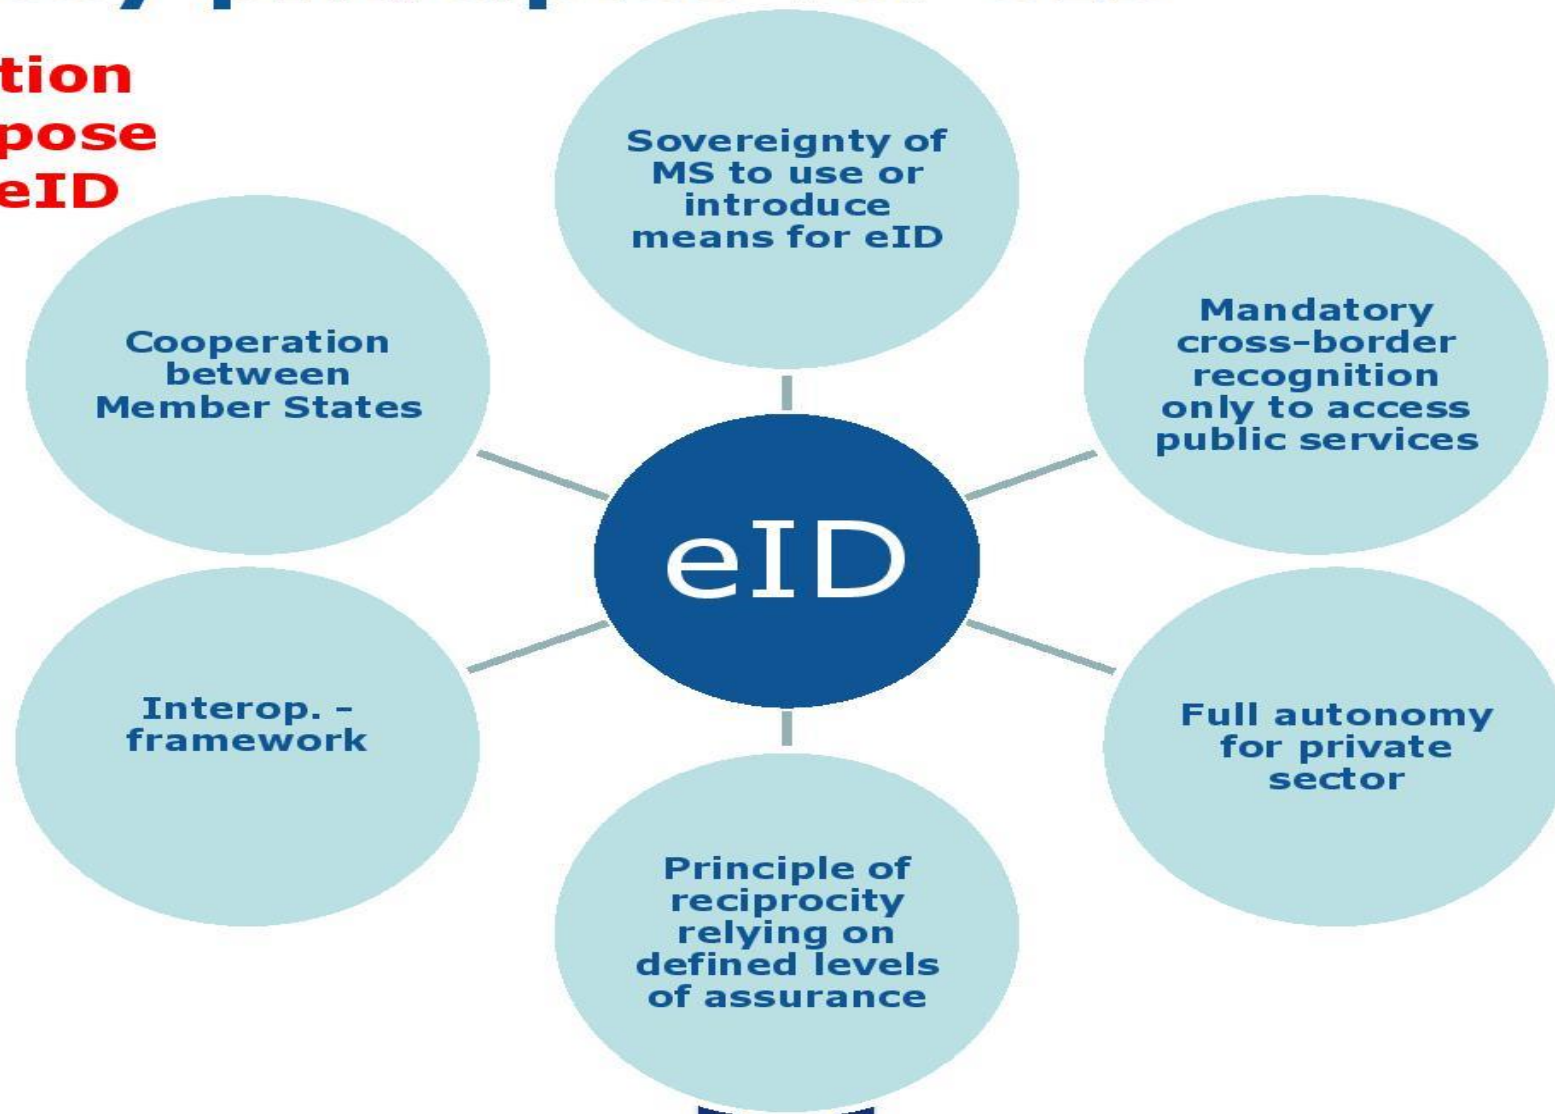 tion
pose
eID
Sovereignty of
MS to use or
introduce
means for eID
Mandatory
cross-border
recognition
only to access
public services
Full autonomy
for private
sector
Principle of
reciprocity
relying on
defined levels
of assurance
Interop. -
framework
Cooperation
between
Member States
eID